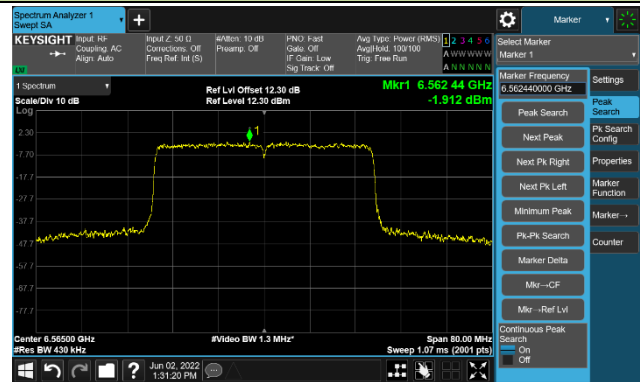 Spectrum Analyzer 1
Swept SA
+
Marker
KEYSIGHT
Input: RF
Coupling: AC
Align: Auto
Input Z: 50 Ω
Corrections: Off
Freq Ref: Int (S)
#Atten: 10 dB
Preamp: Off
PNO: Fast
Gate: Off
IF Gain: Low
Sig Track: Off
Avg Type: Power (RMS)
Avg|Hold: 100/100
Trig: Free Run
1 2 3 4 5 6
A W W W W W
A N N N N N
Select Marker
Marker 1
1 Spectrum
Scale/Div 10 dB
Log
Ref Lvl Offset 12.30 dB
Ref Level 12.30 dBm
Mkr1 6.562 44 GHz
-1.912 dBm
Marker Frequency
6.562440000 GHz
Peak Search
Next Peak
Next Pk Right
Next Pk Left
Minimum Peak
Pk-Pk Search
Marker Delta
Mkr→CF
Mkr→Ref Lvl
Continuous Peak
Search
On
Off
Settings
Peak
Search
Pk Search
Config
Properties
Marker
Function
Marker→
Counter
1
2.30
-7.70
-17.7
-27.7
-37.7
-47.7
-57.7
-67.7
-77.7
Center 6.56500 GHz
#Res BW 430 kHz
#Video BW 1.3 MHz*
Span 80.00 MHz
Sweep 1.07 ms (2001 pts)
?
Jun 02, 2022
1:31:20 PM